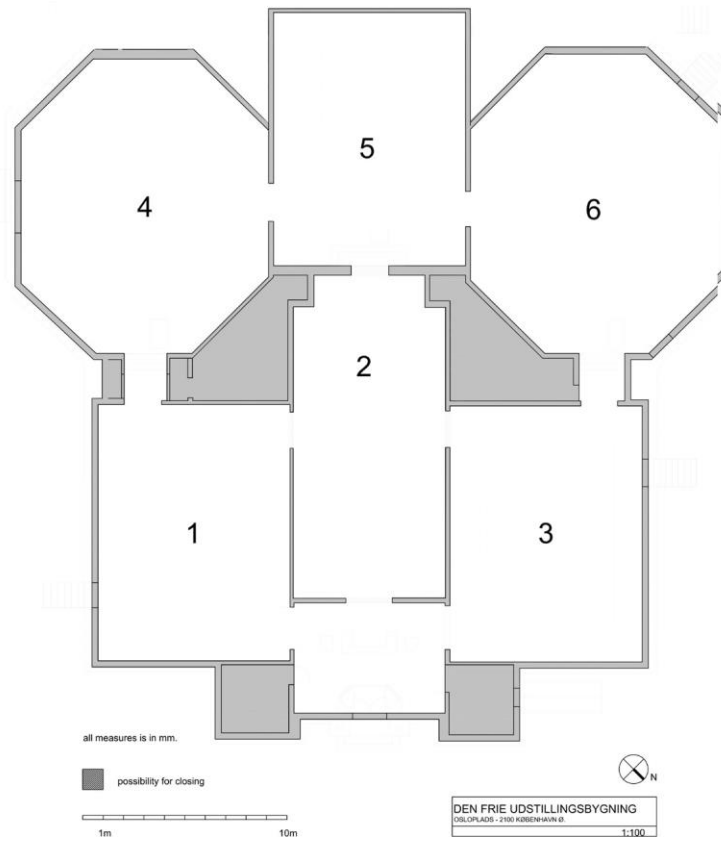 5
4
6
2
1
3
all measures is in mm.
possibility for closing
N
1m 10m
DEN FRIE UDSTILLINGSBYGNING
OSLOPLADS - 2100 KØBENHAVN Ø.
1:100